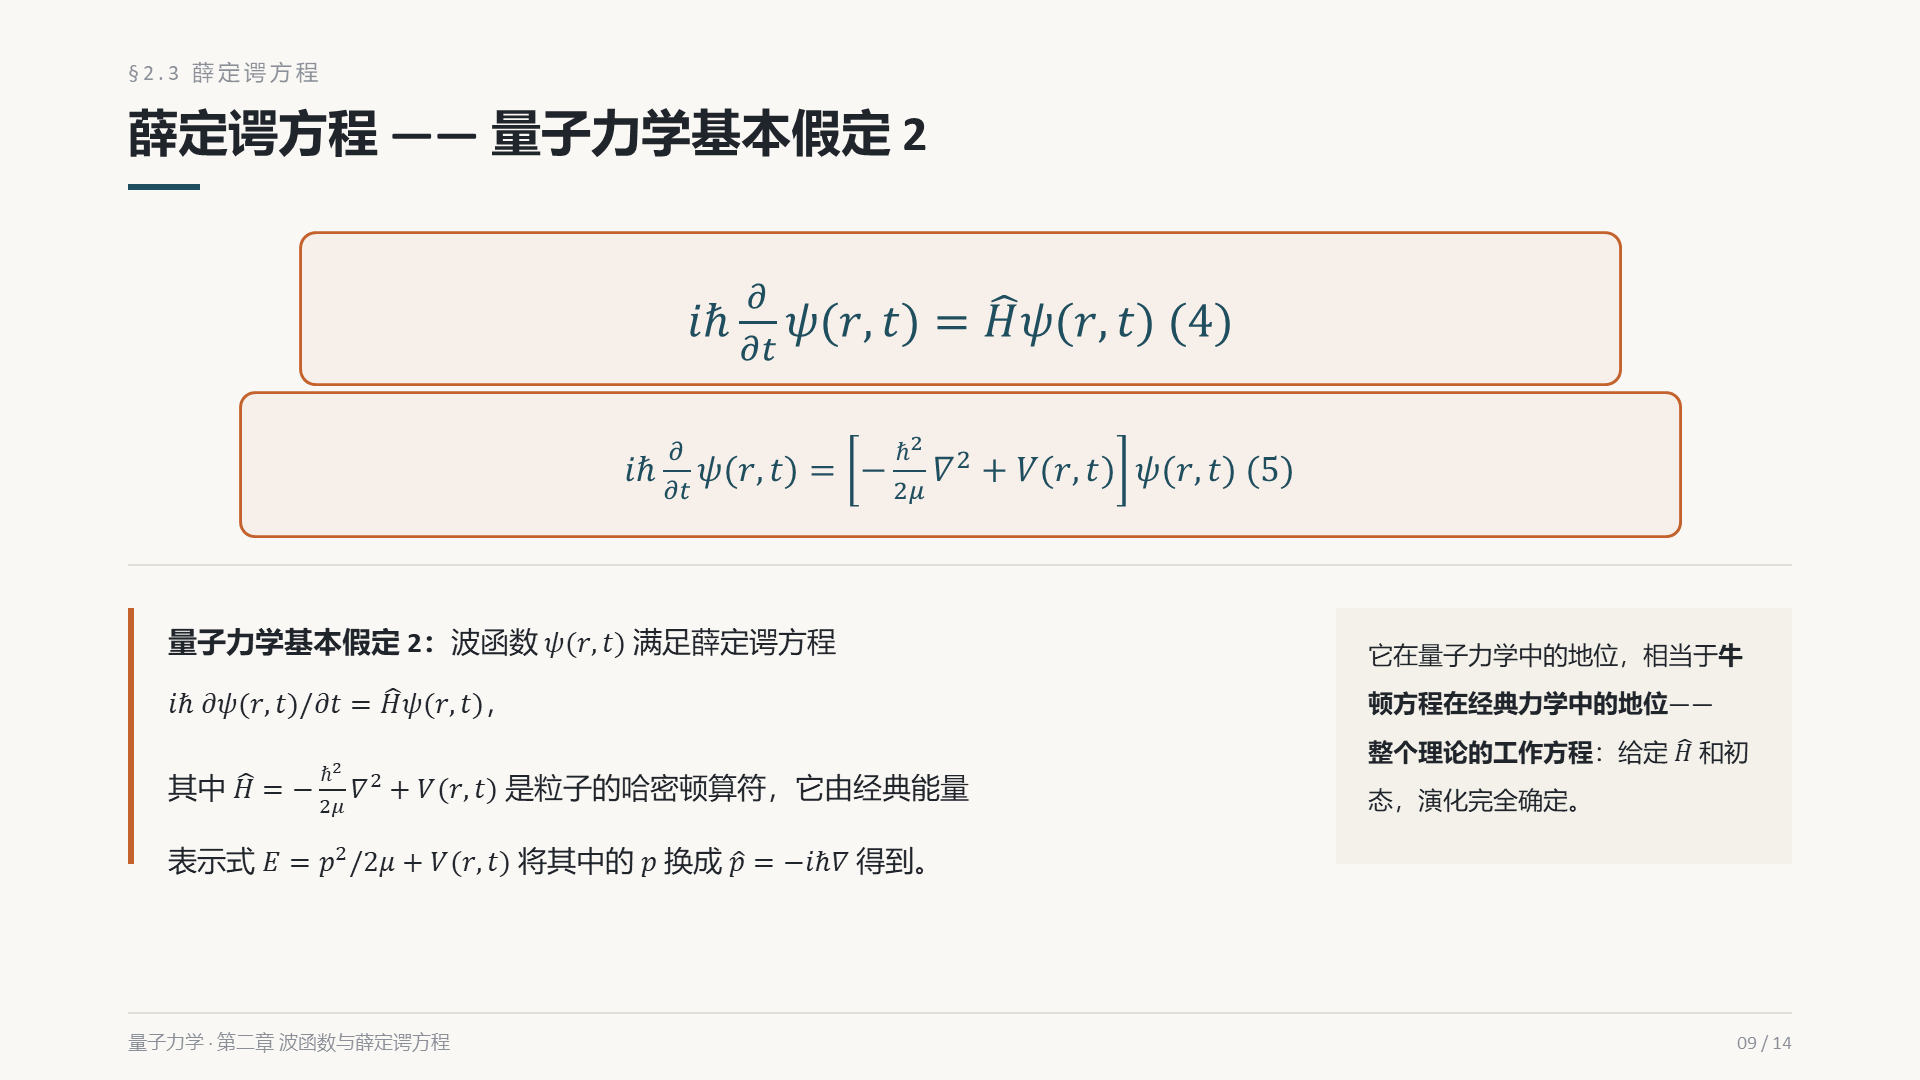 §2.3 薛定谔方程
薛定谔方程 —— 量子力学基本假定 2
iħ ∂/∂t ψ(r, t) = Ĥψ(r, t) (4)
iħ ∂/∂t ψ(r, t) = [−ħ²/2μ ∇² + V(r, t)] ψ(r, t) (5)
量子力学基本假定 2：波函数 ψ(r, t) 满足薛定谔方程
iħ ∂ψ(r, t)/∂t = Ĥψ(r, t)，
其中 Ĥ = −ħ²/2μ ∇² + V(r, t) 是粒子的哈密顿算符，它由经典能量
表示式 E = p²/2μ + V(r, t) 将其中的 p 换成 p̂ = −iħ∇ 得到。
它在量子力学中的地位，相当于牛
顿方程在经典力学中的地位——
整个理论的工作方程：给定 Ĥ 和初
态，演化完全确定。
量子力学 · 第二章 波函数与薛定谔方程
09 / 14